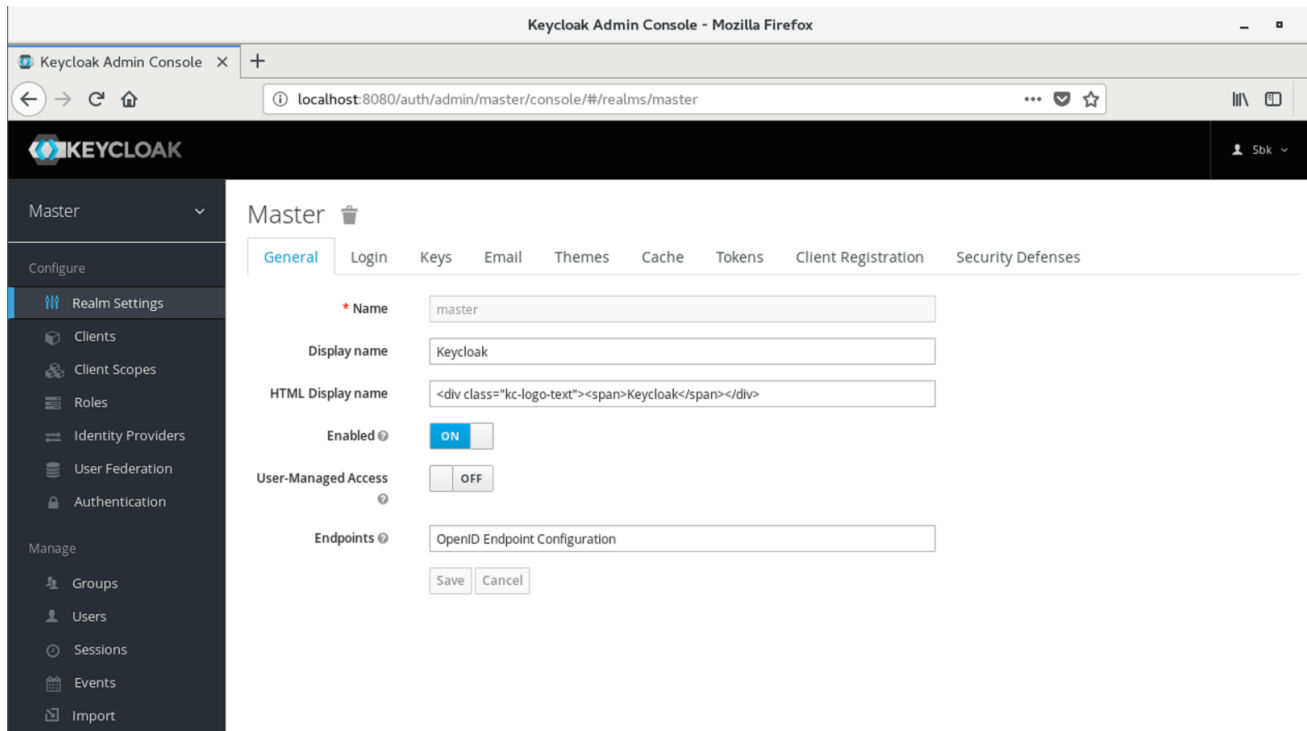 Keycloak Admin Console - Mozilla Firefox
Keycloak Admin Console
localhost:8080/auth/admin/master/console/#/realms/master
KEYCLOAK
Sbk
Master
Master
General Login Keys Email Themes Cache Tokens Client Registration Security Defenses
Configure
Realm Settings
Clients
Client Scopes
Roles
Identity Providers
User Federation
Authentication
Manage
Groups
Users
Sessions
Events
Import
* Name master
Display name Keycloak
HTML Display name <div class="kc-logo-text"><span>Keycloak</span></div>
Enabled ON
User-Managed Access OFF
Endpoints OpenID Endpoint Configuration
Save Cancel